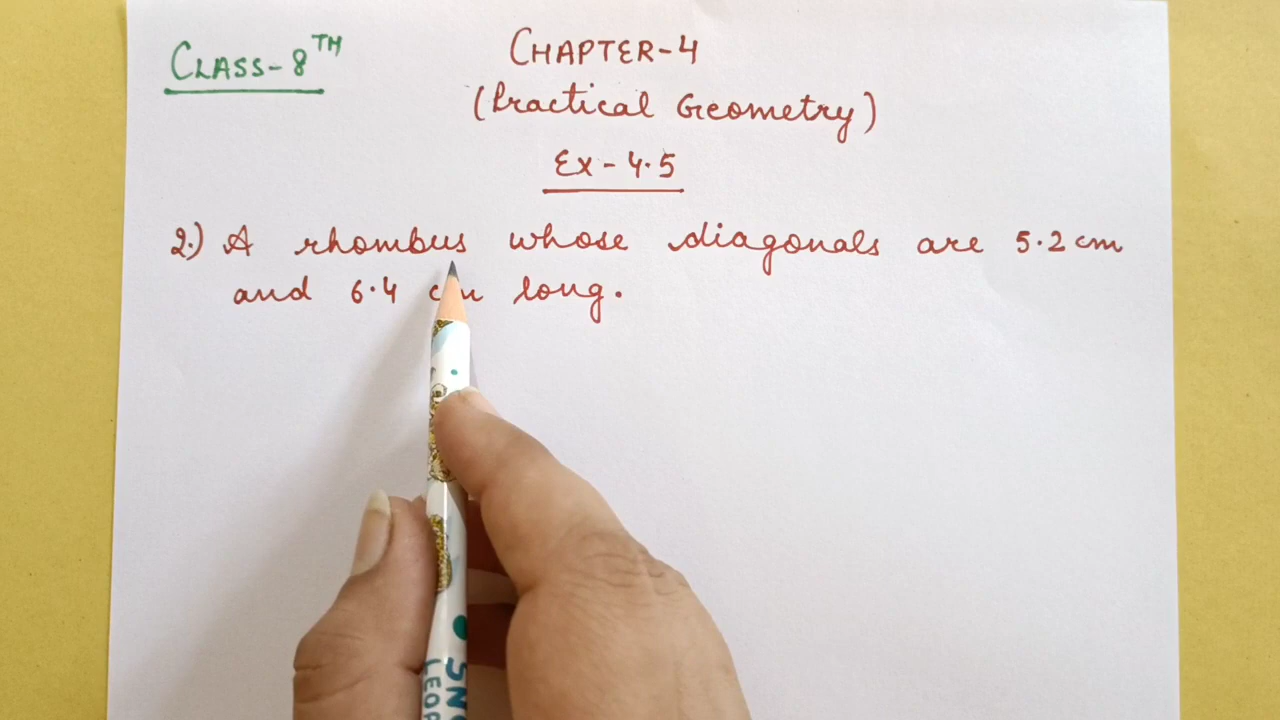 CLASS-8TH
CHAPTER-4
(Practical Geometry)
Ex-4.5
2.) A rhombus whose diagonals are 5.2 cm
and 6.4 cm long.